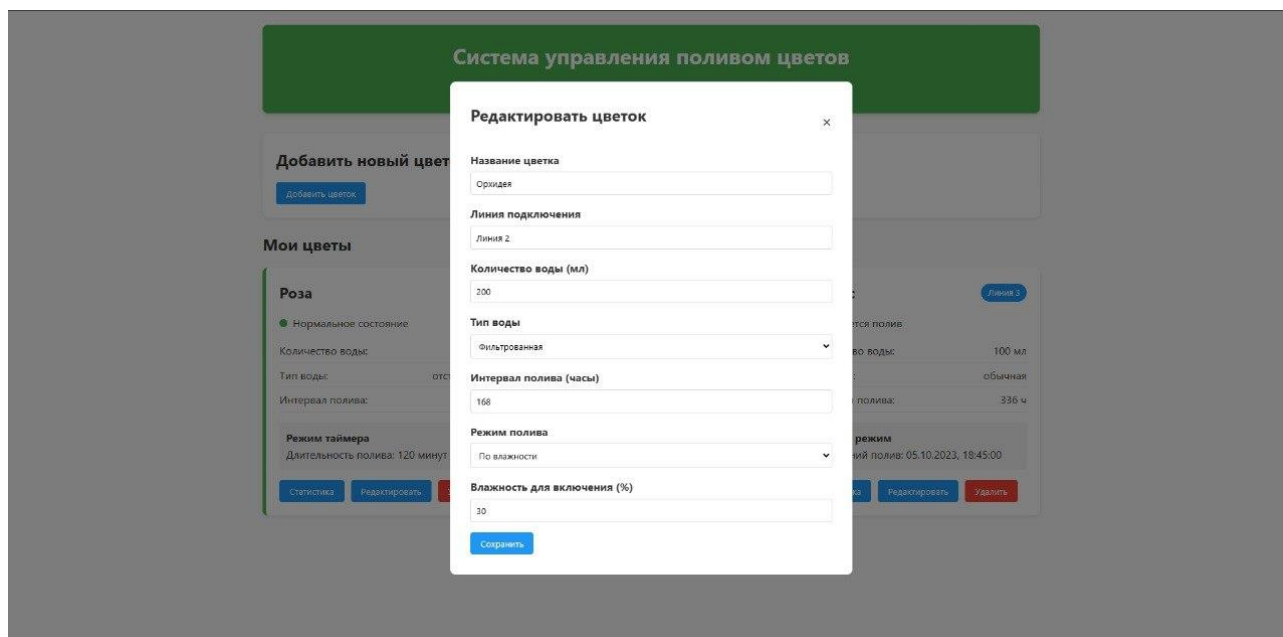 Система управления поливом цветов
Редактировать цветок
×
Добавить новый цвет
Добавить цветок
Название цветка
Орхидея
Линия подключения
Линия 2
Мои цветы
Количество воды (мл)
200
Роза
Линия 3
Нормальное состояние
Тип воды
Фильтрованная
ется полив
Количество воды:
во воды:
100 мл
Тип воды:
отс
обычная
Интервал полива (часы)
168
Интервал полива:
полива:
336 ч
Режим полива
По влажности
Режим таймера
Длительность полива: 120 минут
режим
ий полив: 05.10.2023, 18:45:00
Влажность для включения (%)
30
Статистика
Редактировать
ка
Редактировать
Удалить
Сохранить